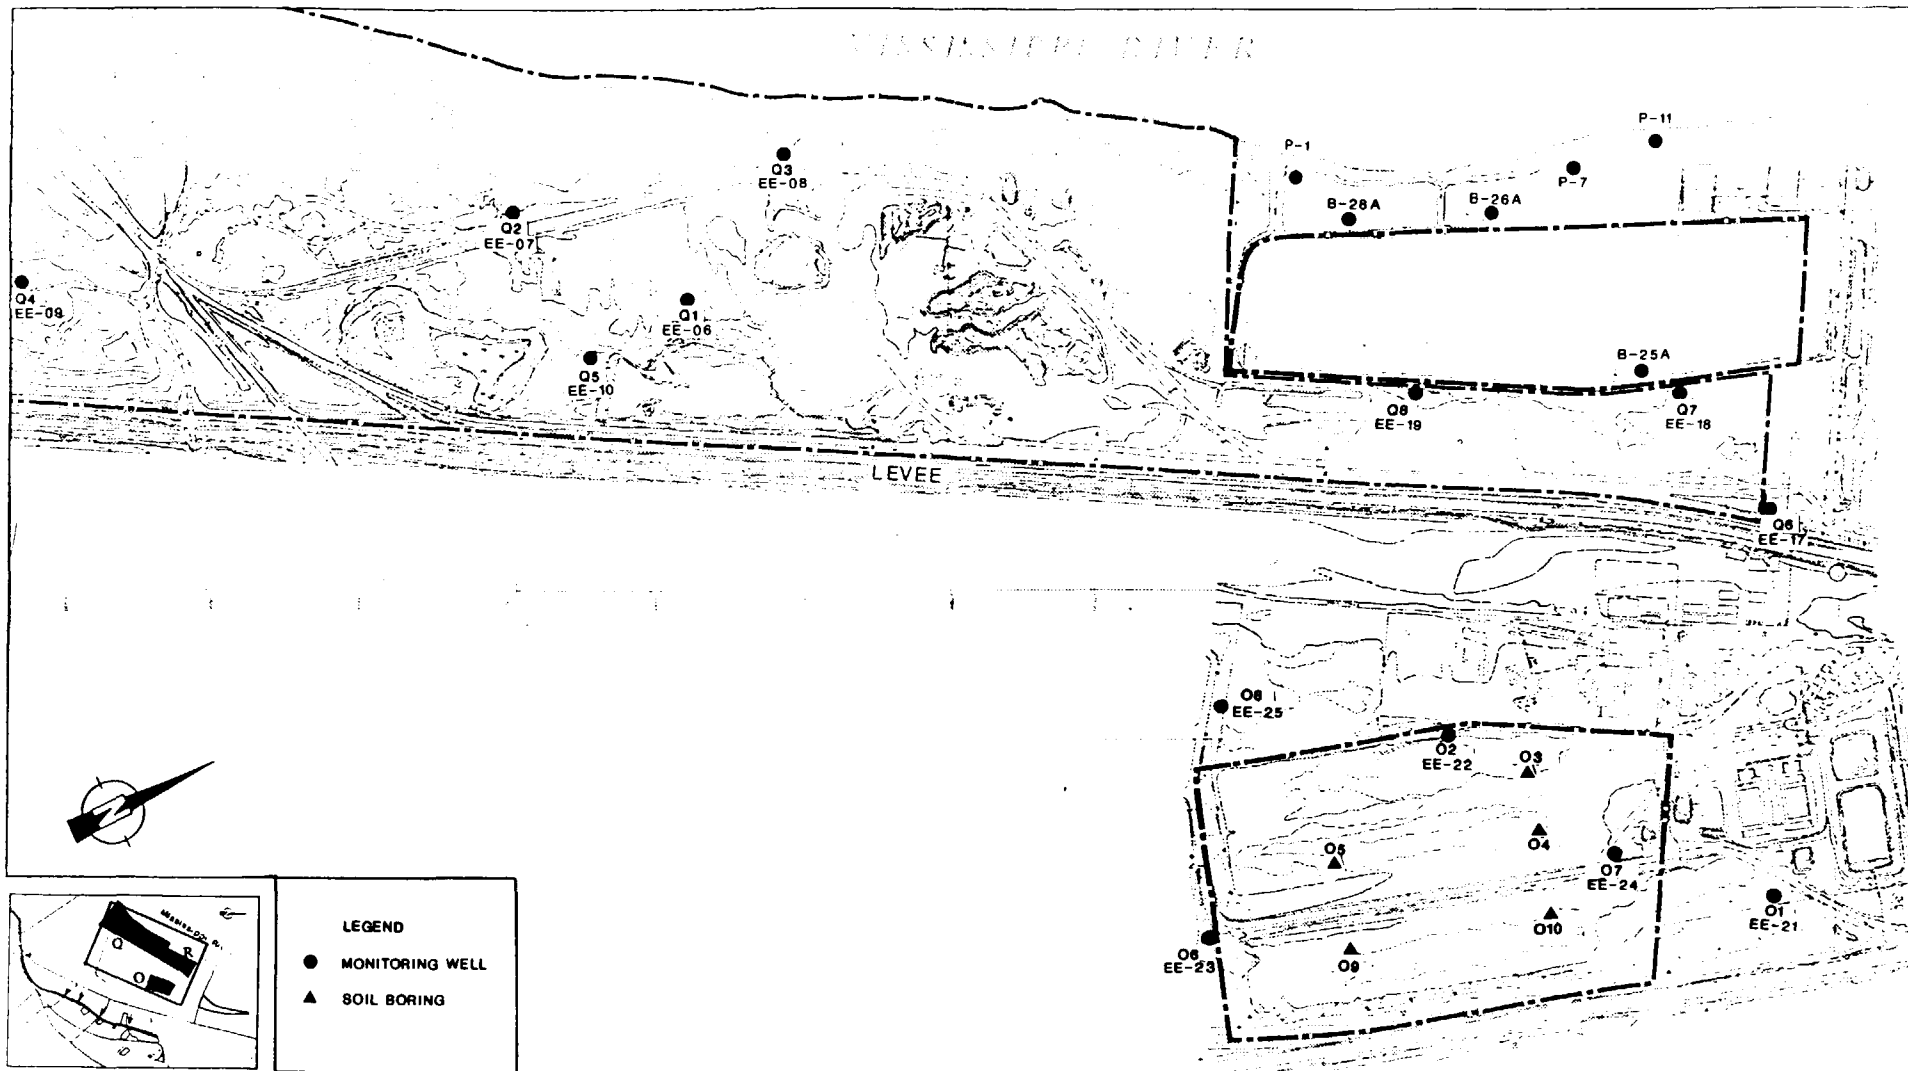 MISSISSIPPI RIVER
P-11
P-1
P-7
Q3
EE-08
B-28A
B-26A
Q2
EE-07
Q4
EE-09
Q1
EE-06
B-25A
Q5
EE-10
Q8
EE-19
Q7
EE-18
LEVEE
Q6
EE-17
O8
EE-25
O2
EE-22
O3
O4
O5
O7
EE-24
O1
EE-21
O10
O6
EE-23
O9
Q
R
O
LEGEND
MONITORING WELL
SOIL BORING